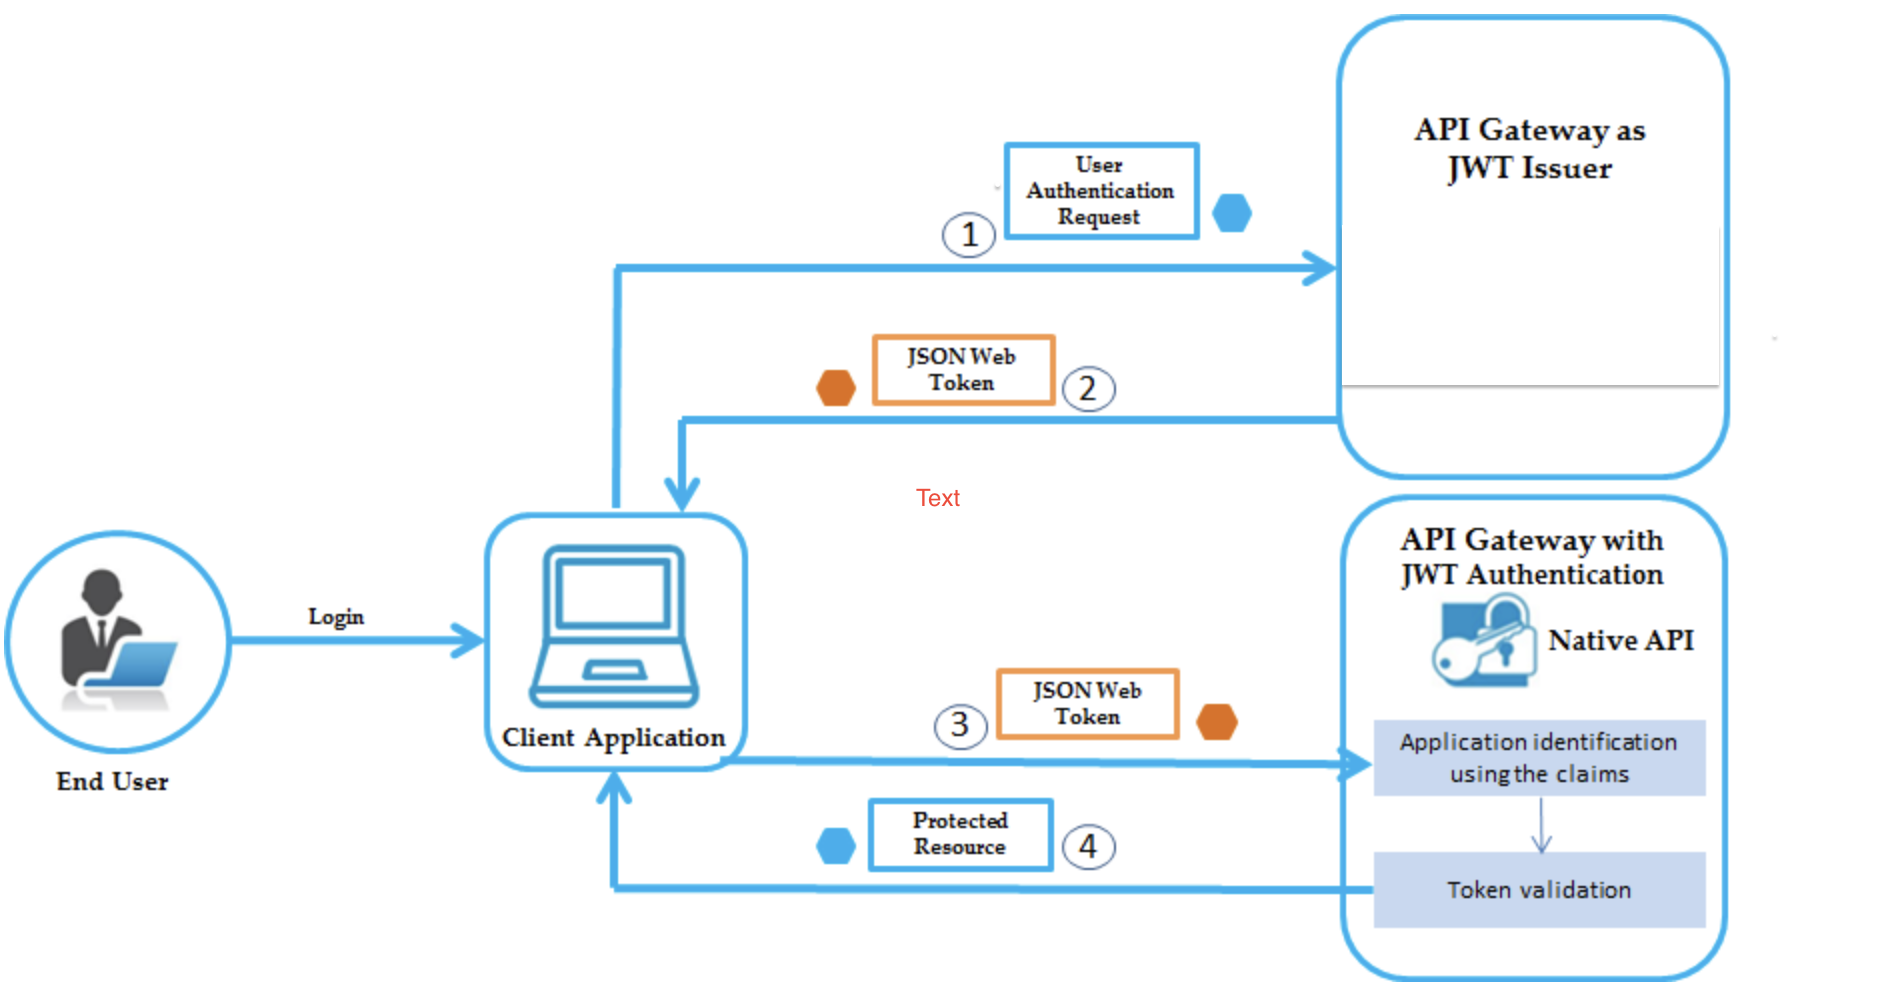 API Gateway as
JWT Issuer
User
Authentication
Request
1
JSON Web
Token
2
Text
API Gateway with
JWT Authentication
Native API
Login
Client Application
End User
JSON Web
Token
3
Application identification
using the claims
Protected
Resource
4
Token validation